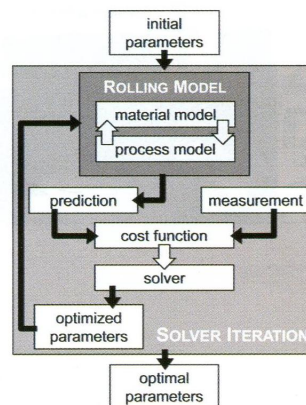 initial
parameters
ROLLING MODEL
material model
process model
prediction
measurement
cost function
solver
optimized
parameters
SOLVER ITERATION
optimal
parameters